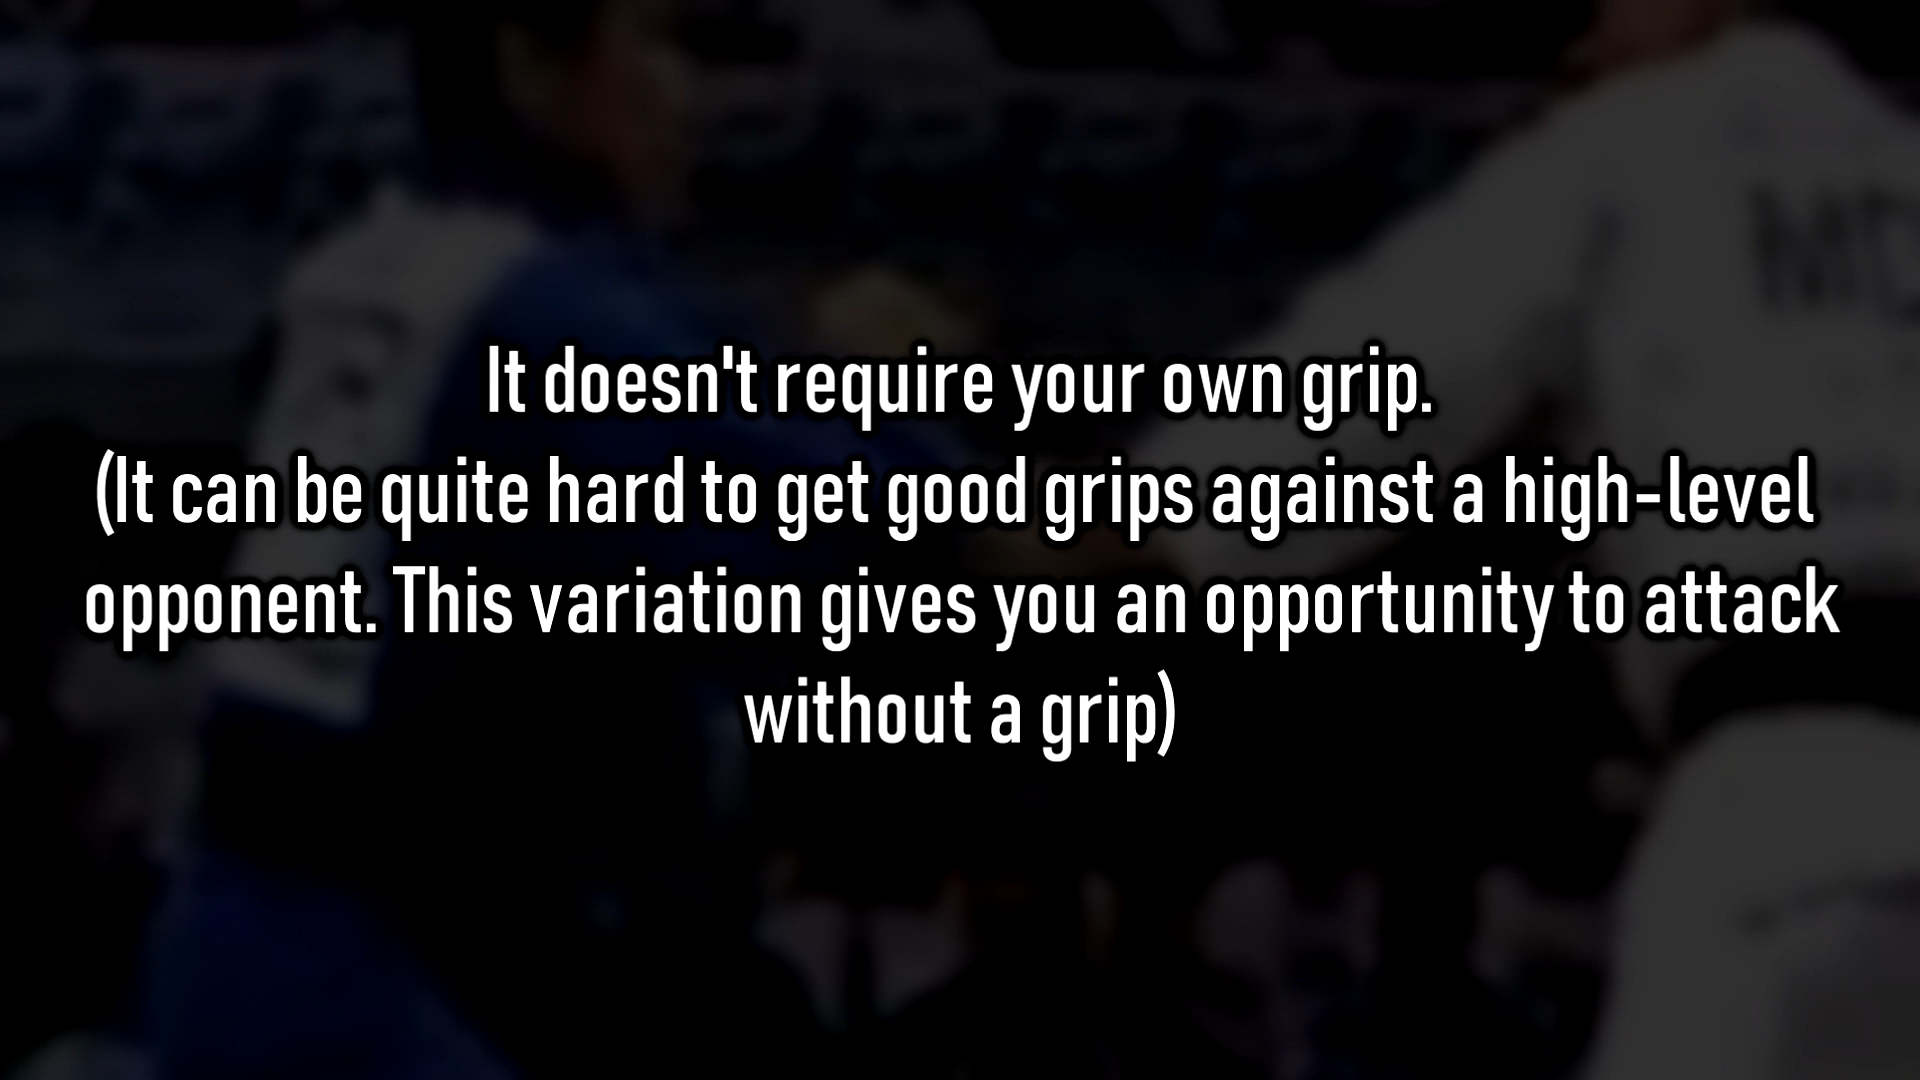 It doesn't require your own grip.
(It can be quite hard to get good grips against a high-level
opponent. This variation gives you an opportunity to attack
without a grip)